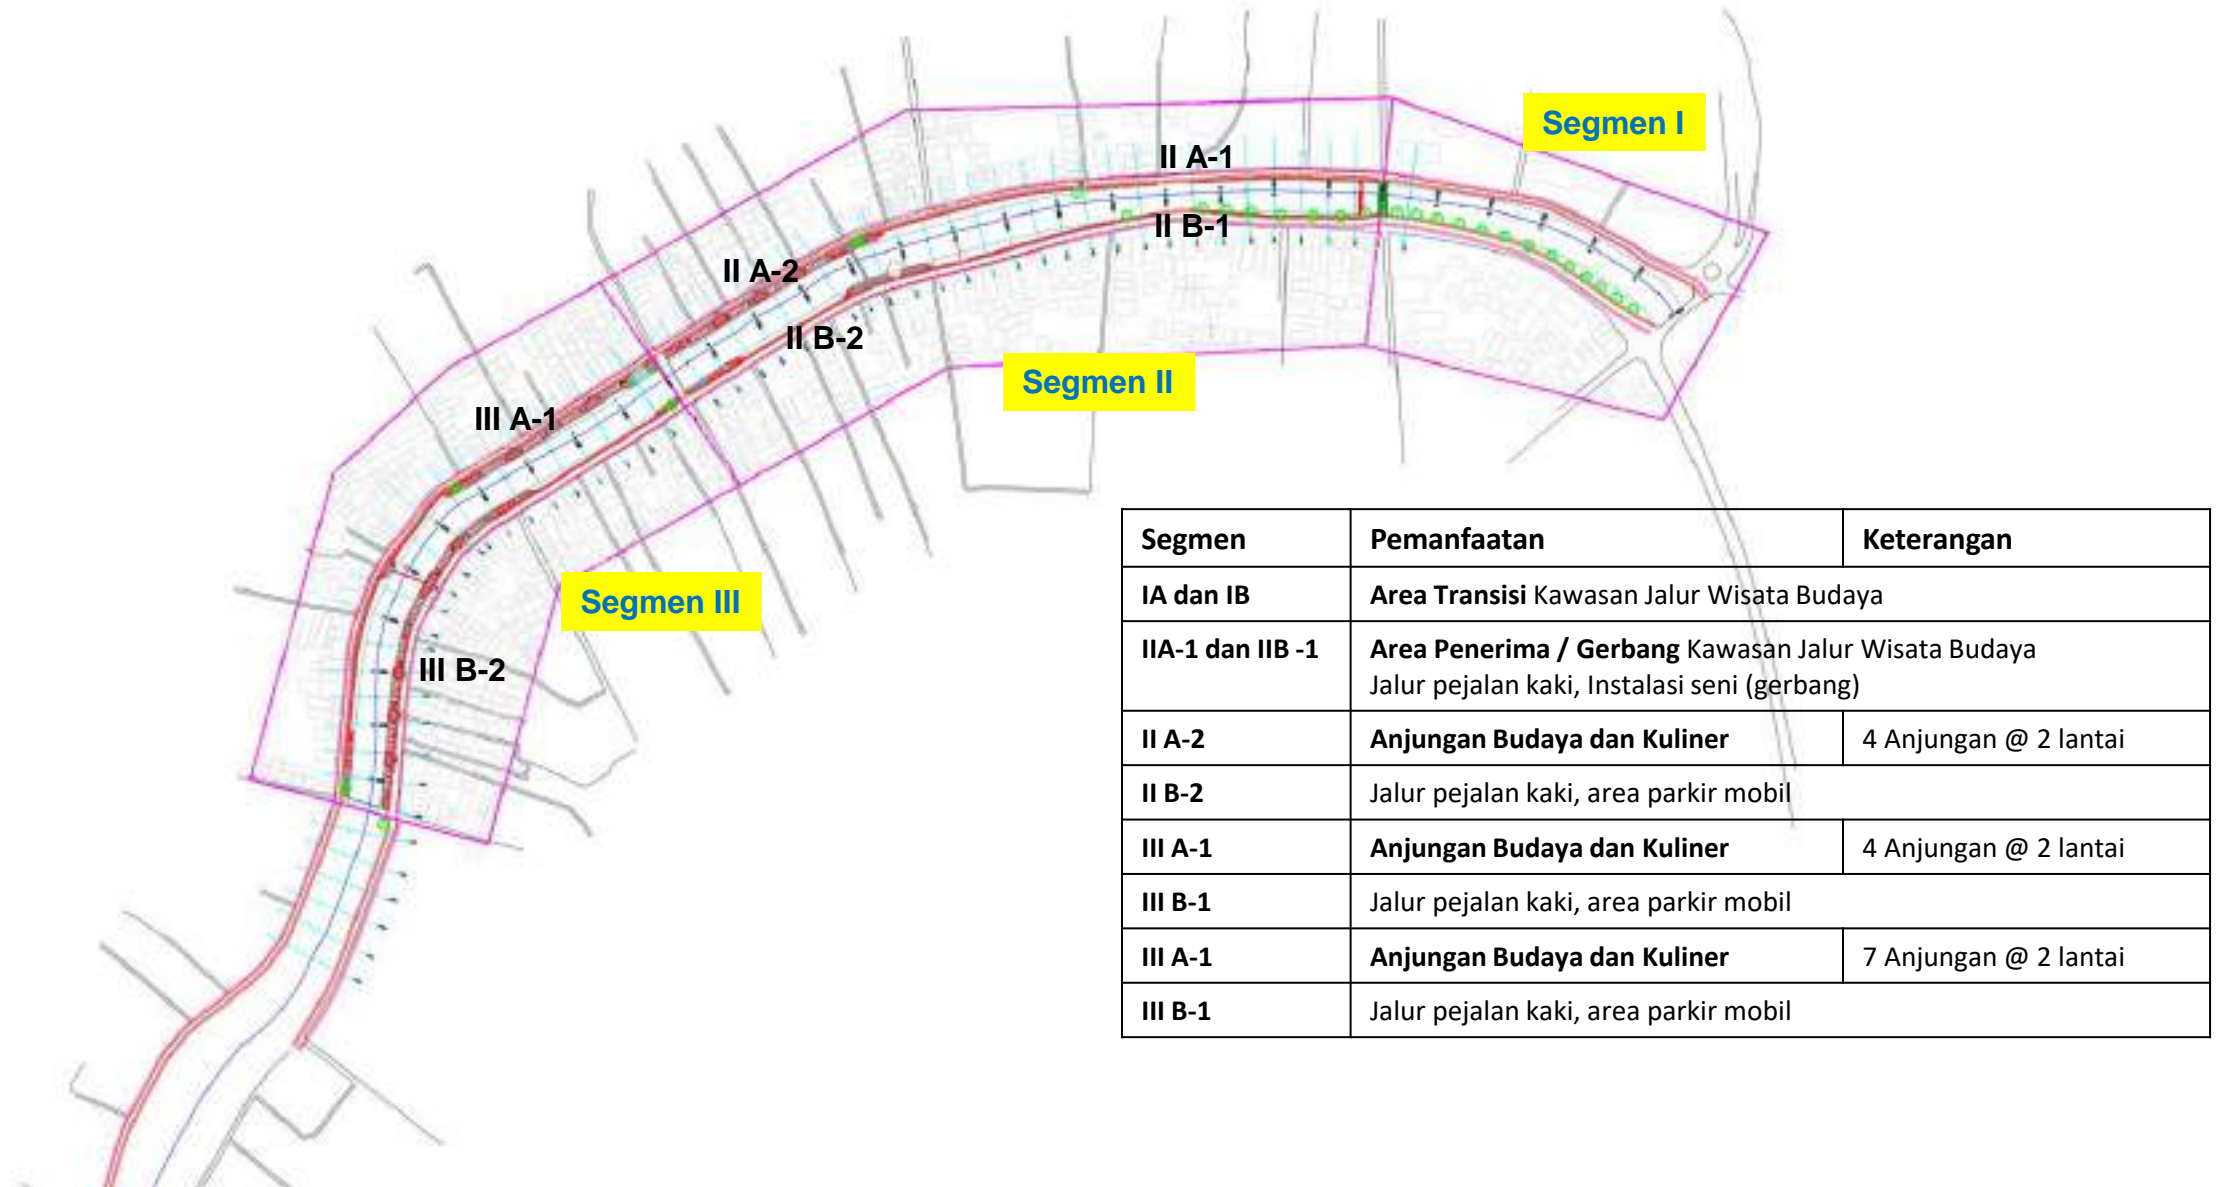 Segmen I
II A-1
II B-1
II A-2
II B-2
Segmen II
III A-1
Segmen III
III B-2
Segmen Pemanfaatan Keterangan
IA dan IB Area Transisi Kawasan Jalur Wisata Budaya
IIA-1 dan IIB -1 Area Penerima / Gerbang Kawasan Jalur Wisata Budaya
Jalur pejalan kaki, Instalasi seni (gerbang)
II A-2 Anjungan Budaya dan Kuliner 4 Anjungan @ 2 lantai
II B-2 Jalur pejalan kaki, area parkir mobil
III A-1 Anjungan Budaya dan Kuliner 4 Anjungan @ 2 lantai
III B-1 Jalur pejalan kaki, area parkir mobil
III A-1 Anjungan Budaya dan Kuliner 7 Anjungan @ 2 lantai
III B-1 Jalur pejalan kaki, area parkir mobil